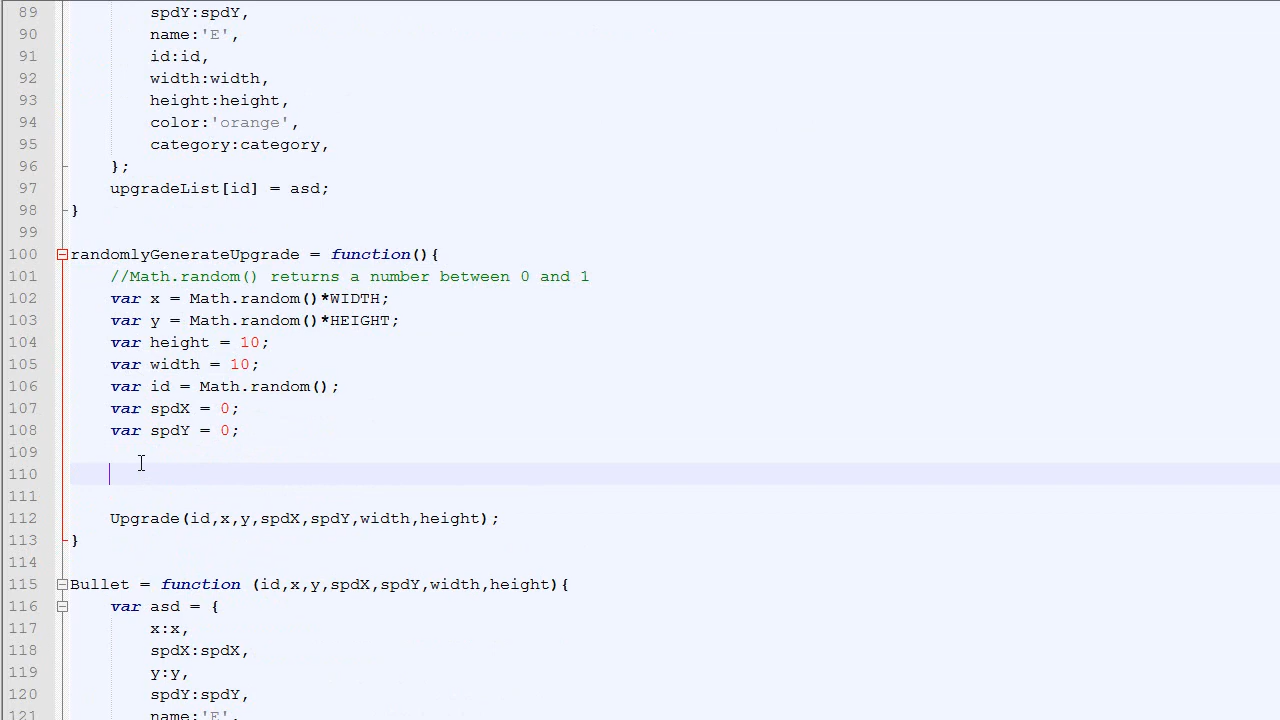 89 spdY:spdY,
90 name:'E',
91 id:id,
92 width:width,
93 height:height,
94 color:'orange',
95 category:category,
96 };
97 upgradeList[id] = asd;
98 }
99
100 randomlyGenerateUpgrade = function(){
101 //Math.random() returns a number between 0 and 1
102 var x = Math.random()*WIDTH;
103 var y = Math.random()*HEIGHT;
104 var height = 10;
105 var width = 10;
106 var id = Math.random();
107 var spdX = 0;
108 var spdY = 0;
109
110
111
112 Upgrade(id,x,y,spdX,spdY,width,height);
113 }
114
115 Bullet = function (id,x,y,spdX,spdY,width,height){
116 var asd = {
117 x:x,
118 spdX:spdX,
119 y:y,
120 spdY:spdY,
121 name:'E',